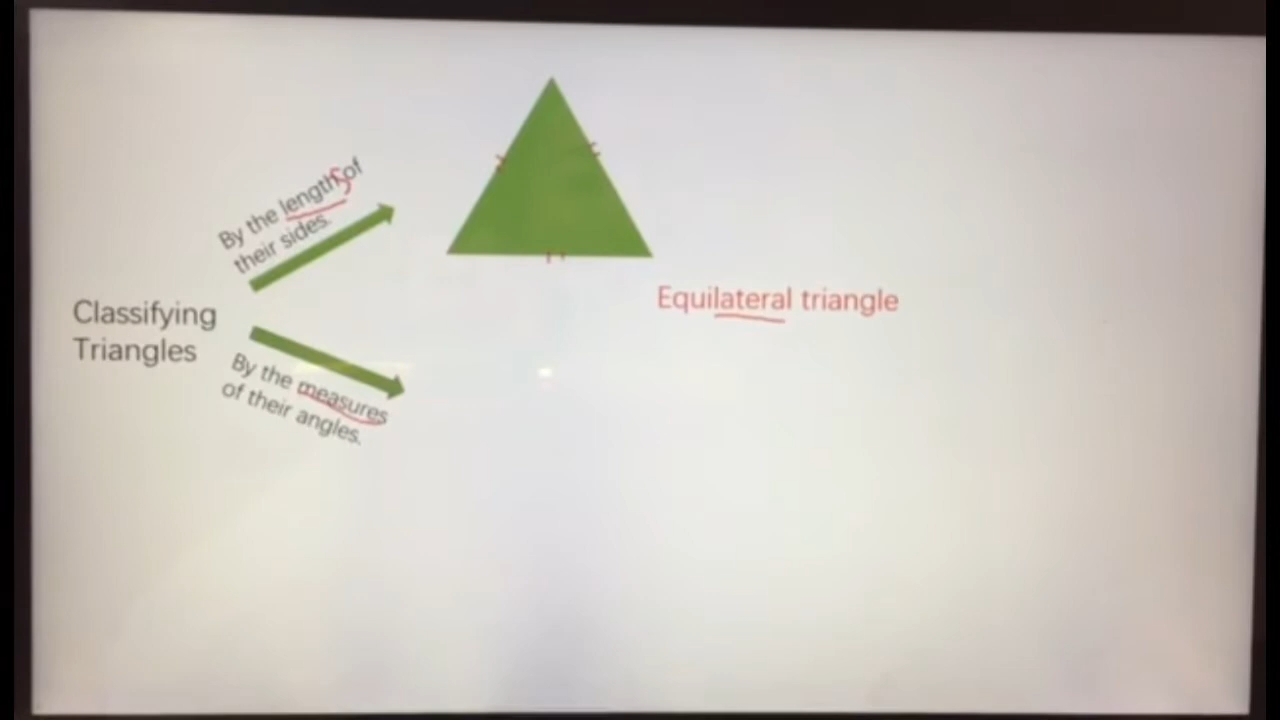 By the lengths of
their sides.
Classifying
Triangles
By the measures
of their angles.
Equilateral triangle